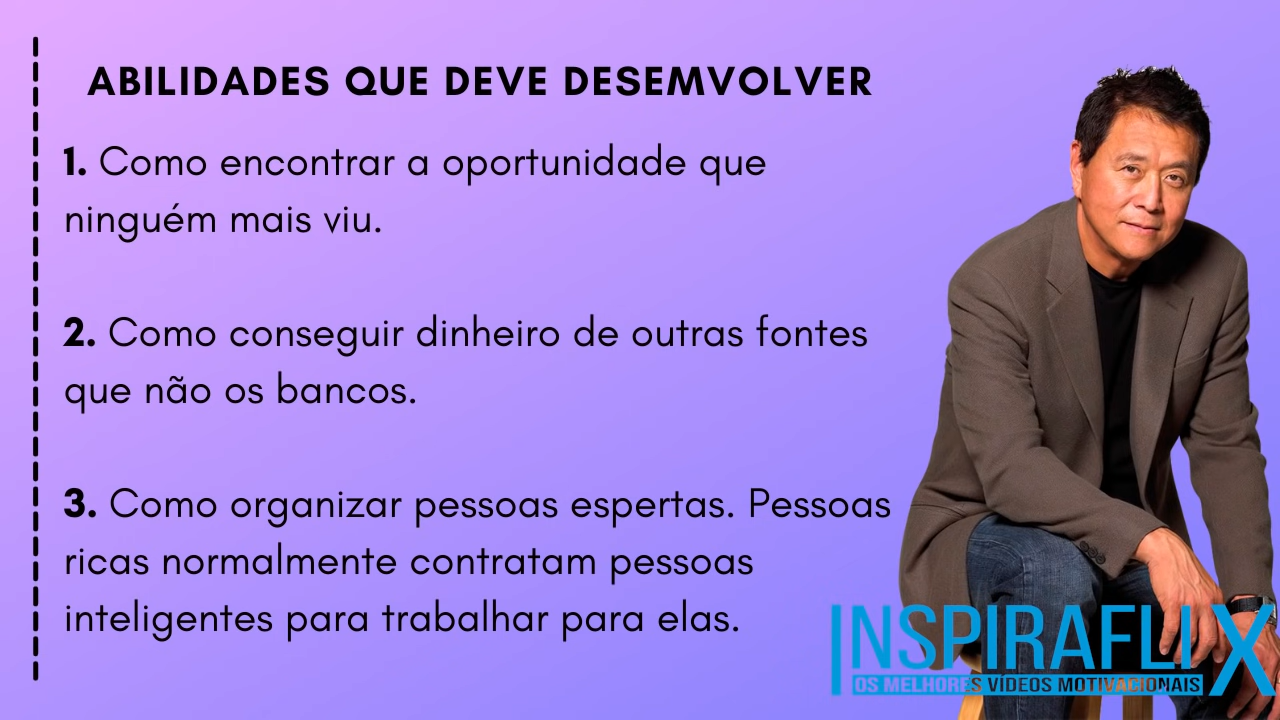 ABILIDADES QUE DEVE DESEMVOLVER
1. Como encontrar a oportunidade que
ninguém mais viu.
2. Como conseguir dinheiro de outras fontes
que não os bancos.
3. Como organizar pessoas espertas. Pessoas
ricas normalmente contratam pessoas
inteligentes para trabalhar para elas.
INSPIRAFLIX
OS MELHORES VÍDEOS MOTIVACIONAIS